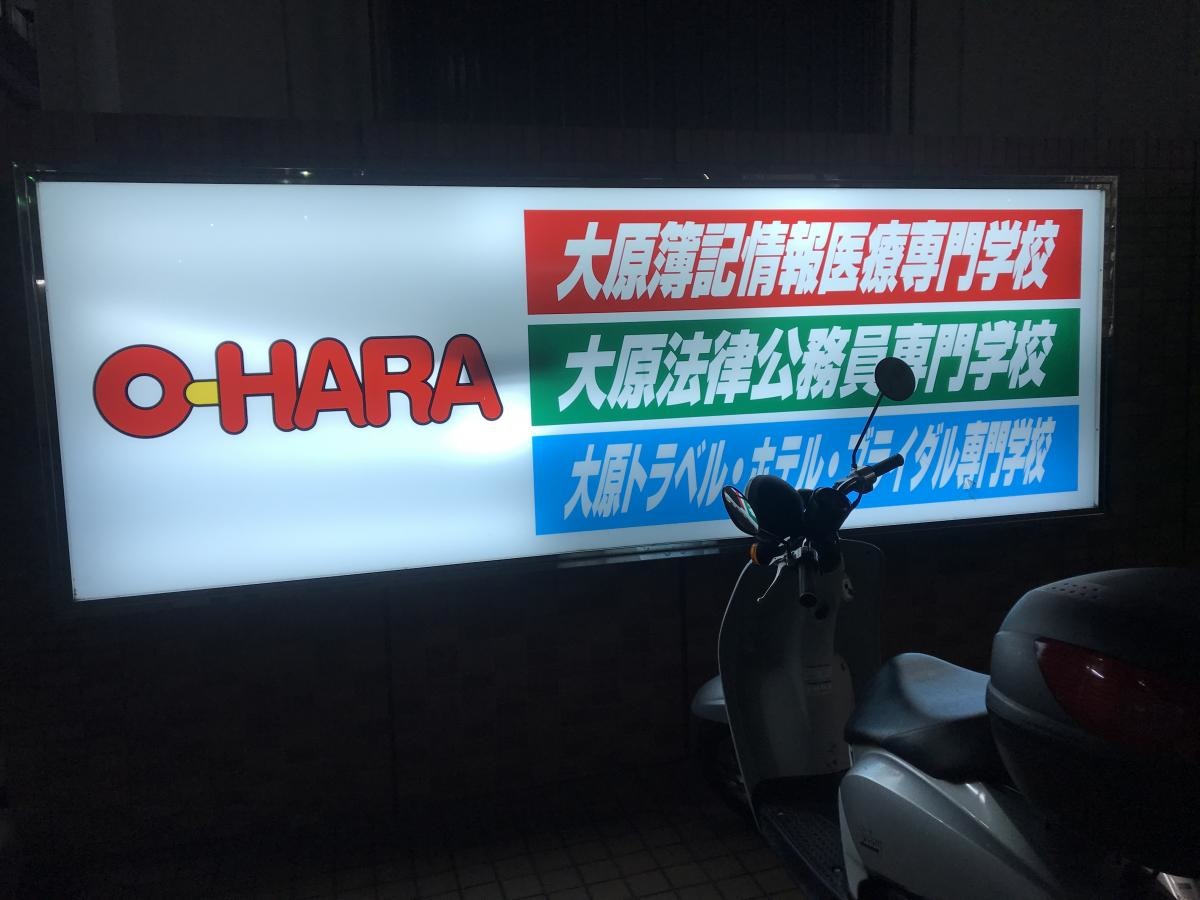 O-HARA
大原簿記情報医療専門学校
大原法律公務員専門学校
大原トラベル・ホテル・ブライダル専門学校